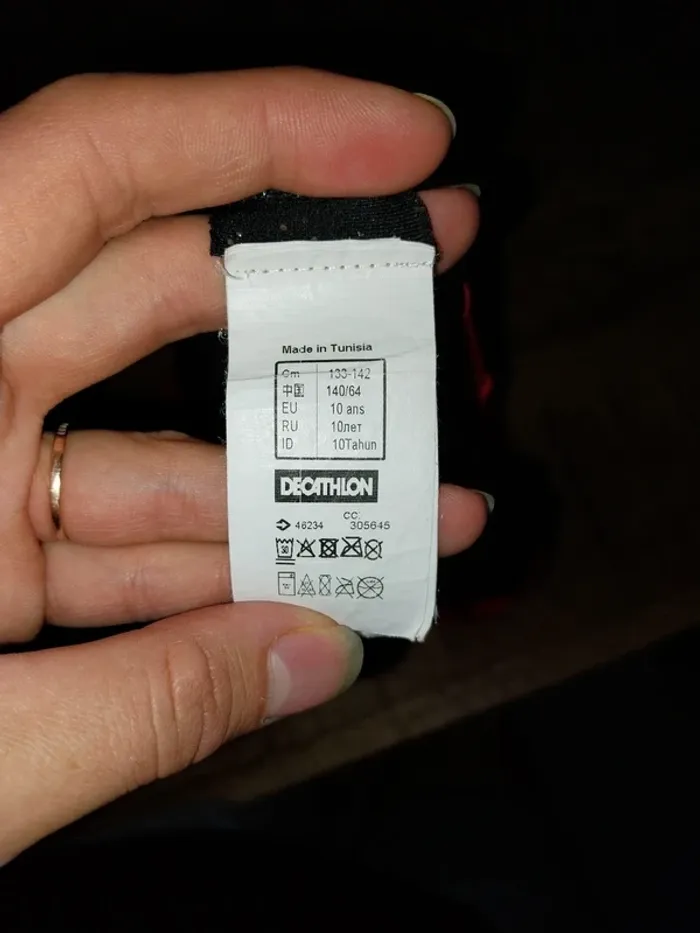 Made in Tunisia
Cm 133-142
中国 140/64
EU 10 ans
RU 10лет
ID 10Tahun
DECATHLON
CC:
46234 305645
30